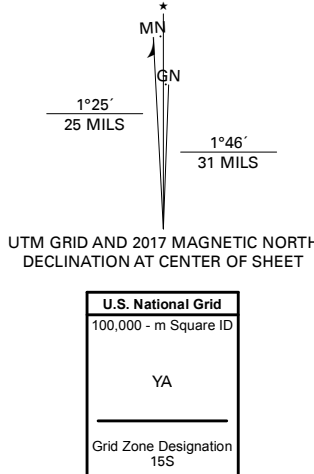 MN
GN
1°25´
25 MILS
1°46´
31 MILS
UTM GRID AND 2017 MAGNETIC NORTH
DECLINATION AT CENTER OF SHEET
U.S. National Grid
100,000 - m Square ID
YA
Grid Zone Designation
15S